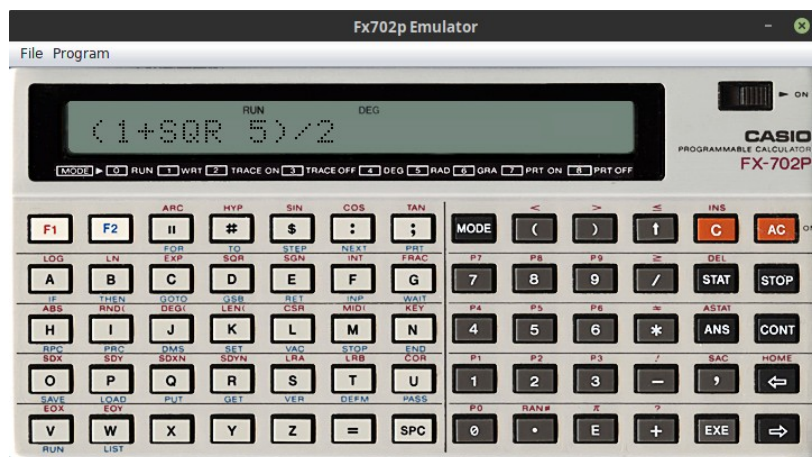 Fx702p Emulator
File Program
RUN DEG
(1+SQR 5)/2
ON
CASIO
PROGRAMMABLE CALCULATOR
FX-702P
MODE ► 0 RUN 1 WRT 2 TRACE ON 3 TRACE OFF 4 DEG 5 RAD 6 GRA 7 PRT ON 8 PRT OFF
ARC HYP SIN COS TAN < > ≤ INS
F1 F2 " # $ : ; MODE ( ) ↑ C AC ON
FOR TO STEP NEXT PRT
LOG LN EXP SQR SGN INT FRAC P7 P8 P9 ≥ DEL
A B C D E F G 7 8 9 / STAT STOP
IF THEN GOTO GSB RET INP WAIT
ABS RND( DEG( LEN( CSR MID( KEY P4 P5 P6 ≠ ASTAT
H I J K L M N 4 5 6 * ANS CONT
RPC PRC DMS SET VAC STOP END
SDX SDY SDXN SDYN LRA LRB COR P1 P2 P3 ! SAC HOME
O P Q R S T U 1 2 3 − , ⇦
SAVE LOAD PUT GET VER DEFM PASS
EOX EOY P0 RAN# π ?
V W X Y Z = SPC 0 • E + EXE ⇨
RUN LIST